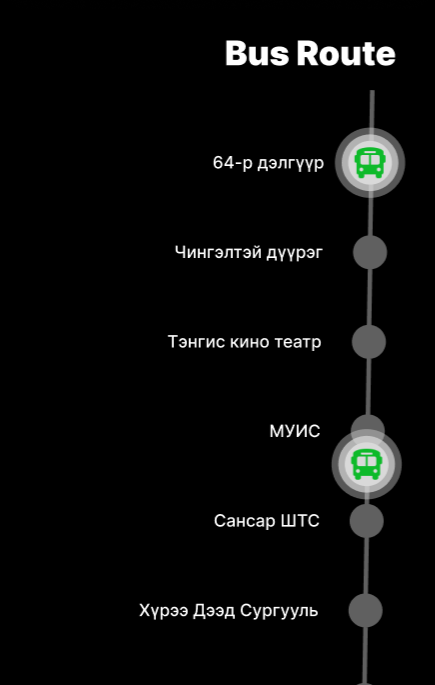 Bus Route
64-р дэлгүүр
Чингэлтэй дүүрэг
Тэнгис кино театр
МУИС
Сансар ШТС
Хүрээ Дээд Сургууль